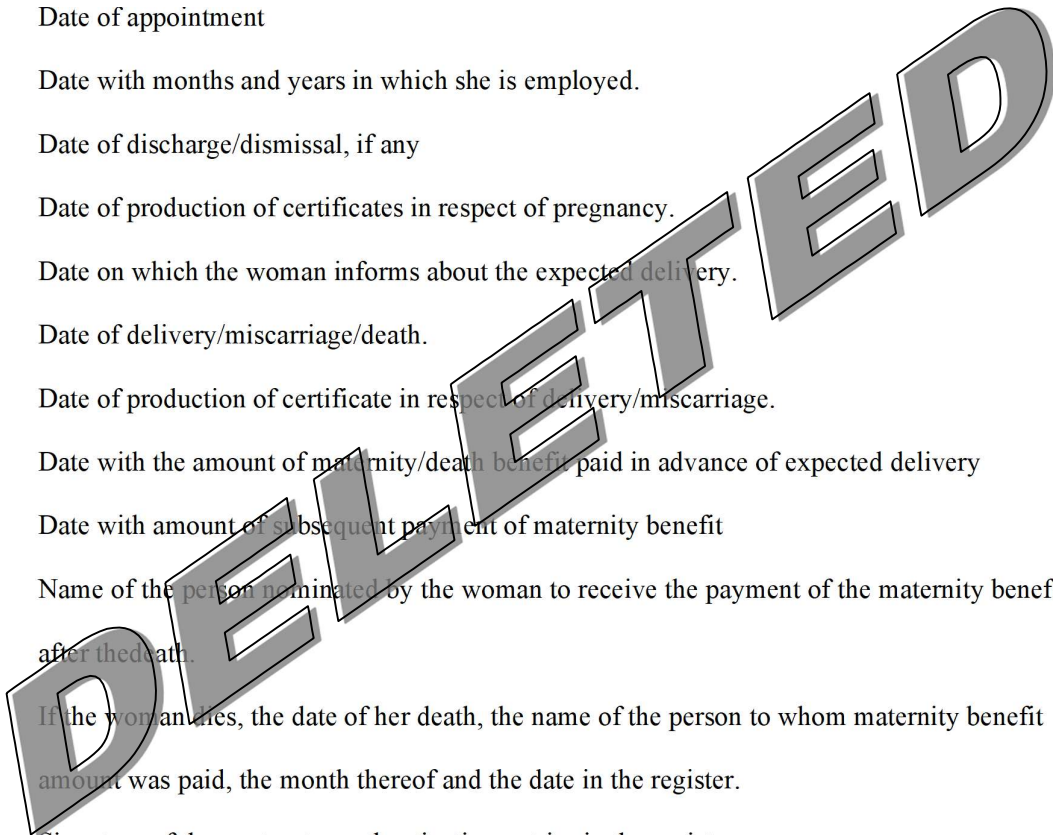 Date of appointment
Date with months and years in which she is employed.
Date of discharge/dismissal, if any
Date of production of certificates in respect of pregnancy.
Date on which the woman informs about the expected delivery.
Date of delivery/miscarriage/death.
Date of production of certificate in respect of delivery/miscarriage.
Date with the amount of maternity/death benefit paid in advance of expected delivery
Date with amount of subsequent payment of maternity benefit
Name of the person nominated by the woman to receive the payment of the maternity benef
after thedeath.
If the woman dies, the date of her death, the name of the person to whom maternity benefit
amount was paid, the month thereof and the date in the register.
DELETED